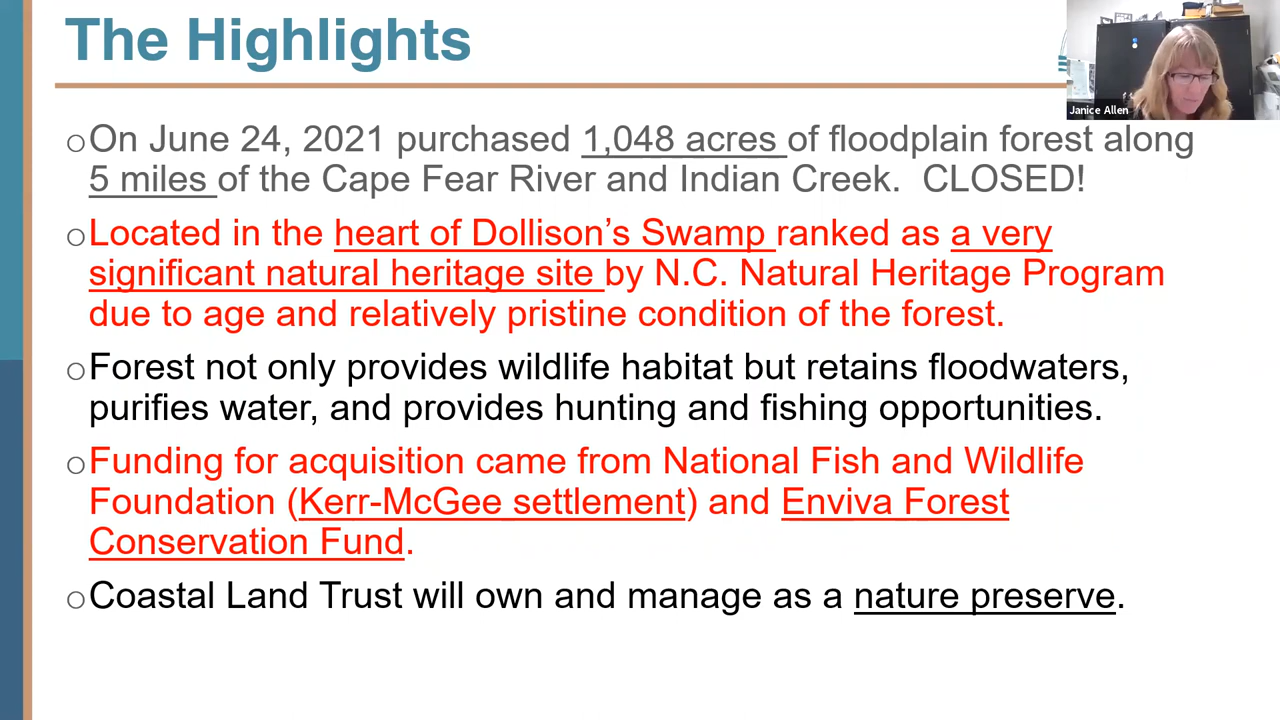 The Highlights
Janice Allen
○On June 24, 2021 purchased 1,048 acres of floodplain forest along
5 miles of the Cape Fear River and Indian Creek. CLOSED!
○Located in the heart of Dollison’s Swamp ranked as a very
significant natural heritage site by N.C. Natural Heritage Program
due to age and relatively pristine condition of the forest.
○Forest not only provides wildlife habitat but retains floodwaters,
purifies water, and provides hunting and fishing opportunities.
○Funding for acquisition came from National Fish and Wildlife
Foundation (Kerr-McGee settlement) and Enviva Forest
Conservation Fund.
○Coastal Land Trust will own and manage as a nature preserve.